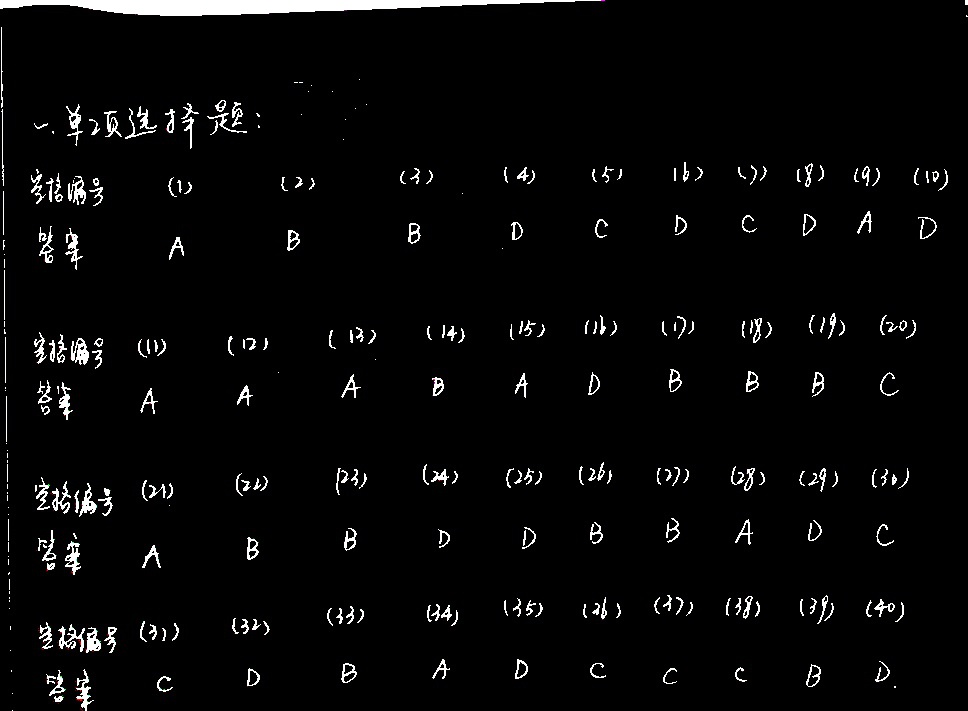 一.单项选择题:
空格编号 (1) (2) (3) (4) (5) (6) (7) (8) (9) (10)
答案 A B B D C D C D A D
空格编号 (11) (12) (13) (14) (15) (16) (17) (18) (19) (20)
答案 A A A B A D B B B C
空格编号 (21) (22) (23) (24) (25) (26) (27) (28) (29) (30)
答案 A B B D D B B A D C
空格编号 (31) (32) (33) (34) (35) (36) (37) (38) (39) (40)
答案 C D B A D C C C B D.